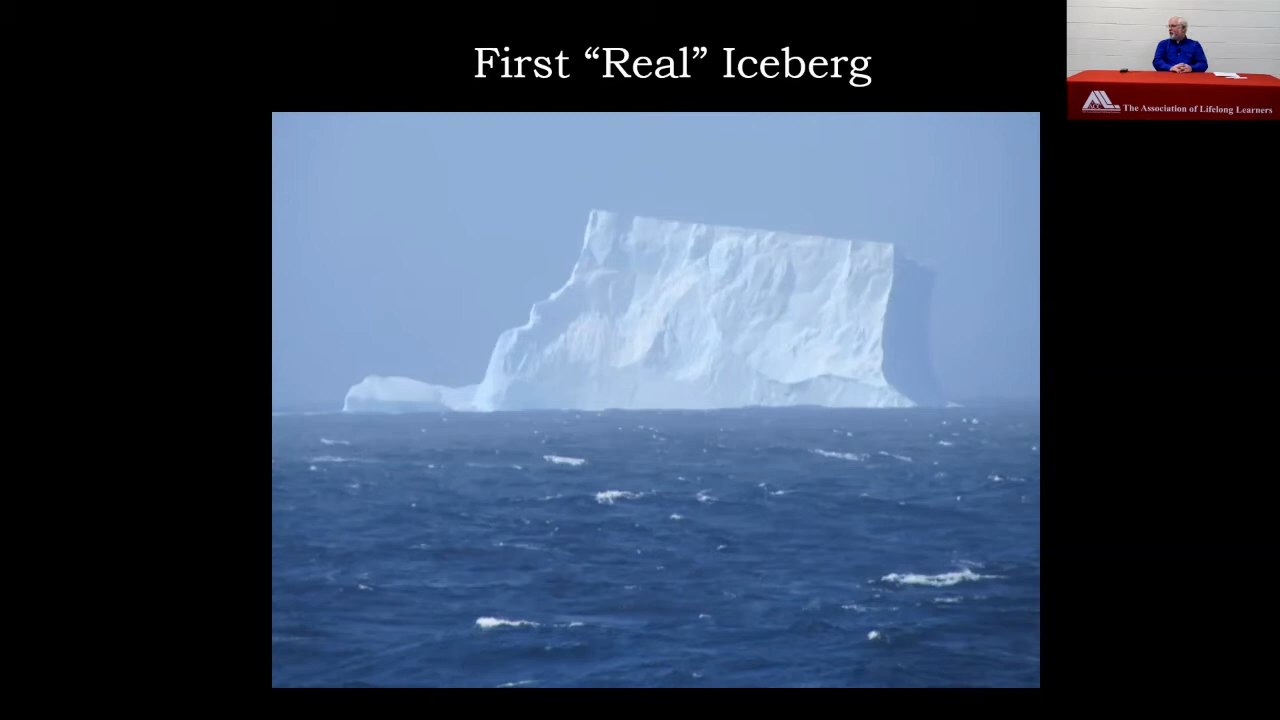 First “Real” Iceberg
The Association of Lifelong Learners